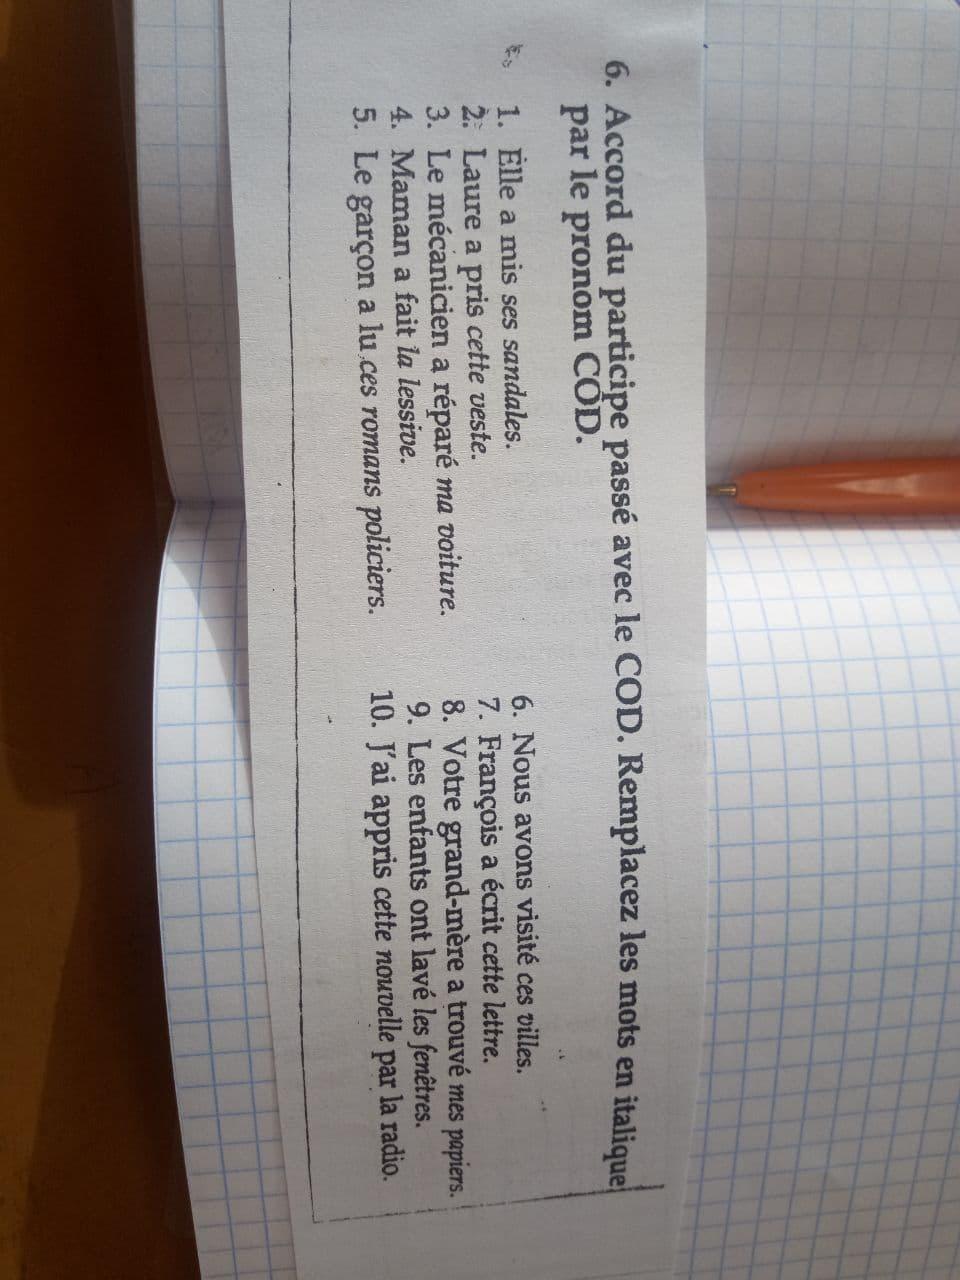 6. Accord du participe passé avec le COD. Remplacez les mots en italique
par le pronom COD.
1. Elle a mis ses sandales.
2. Laure a pris cette veste.
3. Le mécanicien a réparé ma voiture.
4. Maman a fait la lessive.
5. Le garçon a lu ces romans policiers.
6. Nous avons visité ces villes.
7. François a écrit cette lettre.
8. Votre grand-mère a trouvé mes papiers.
9. Les enfants ont lavé les fenêtres.
10. J'ai appris cette nouvelle par la radio.